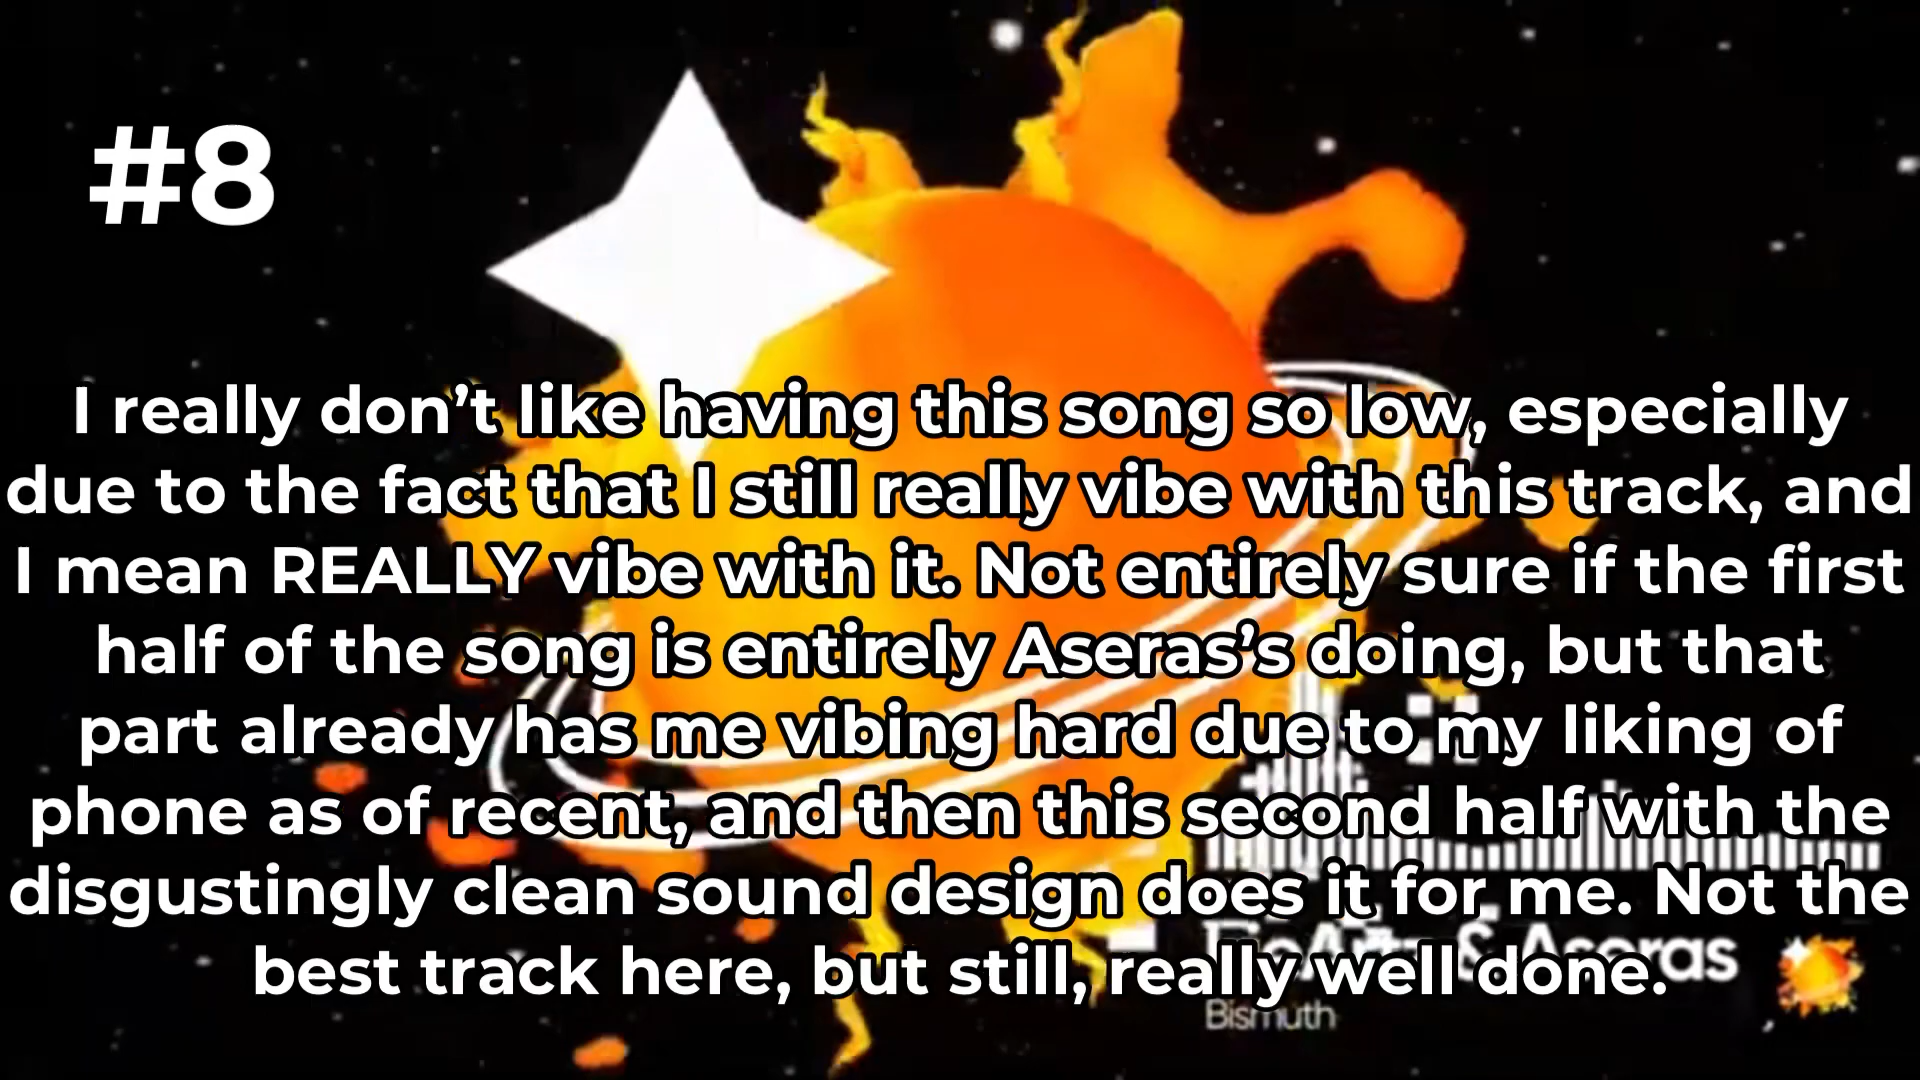 #8
I really don’t like having this song so low, especially
due to the fact that I still really vibe with this track, and
I mean REALLY vibe with it. Not entirely sure if the first
half of the song is entirely Aseras’s doing, but that
part already has me vibing hard due to my liking of
phone as of recent, and then this second half with the
disgustingly clean sound design does it for me. Not the
best track here, but still, really well done.
& Aseras
Bismuth